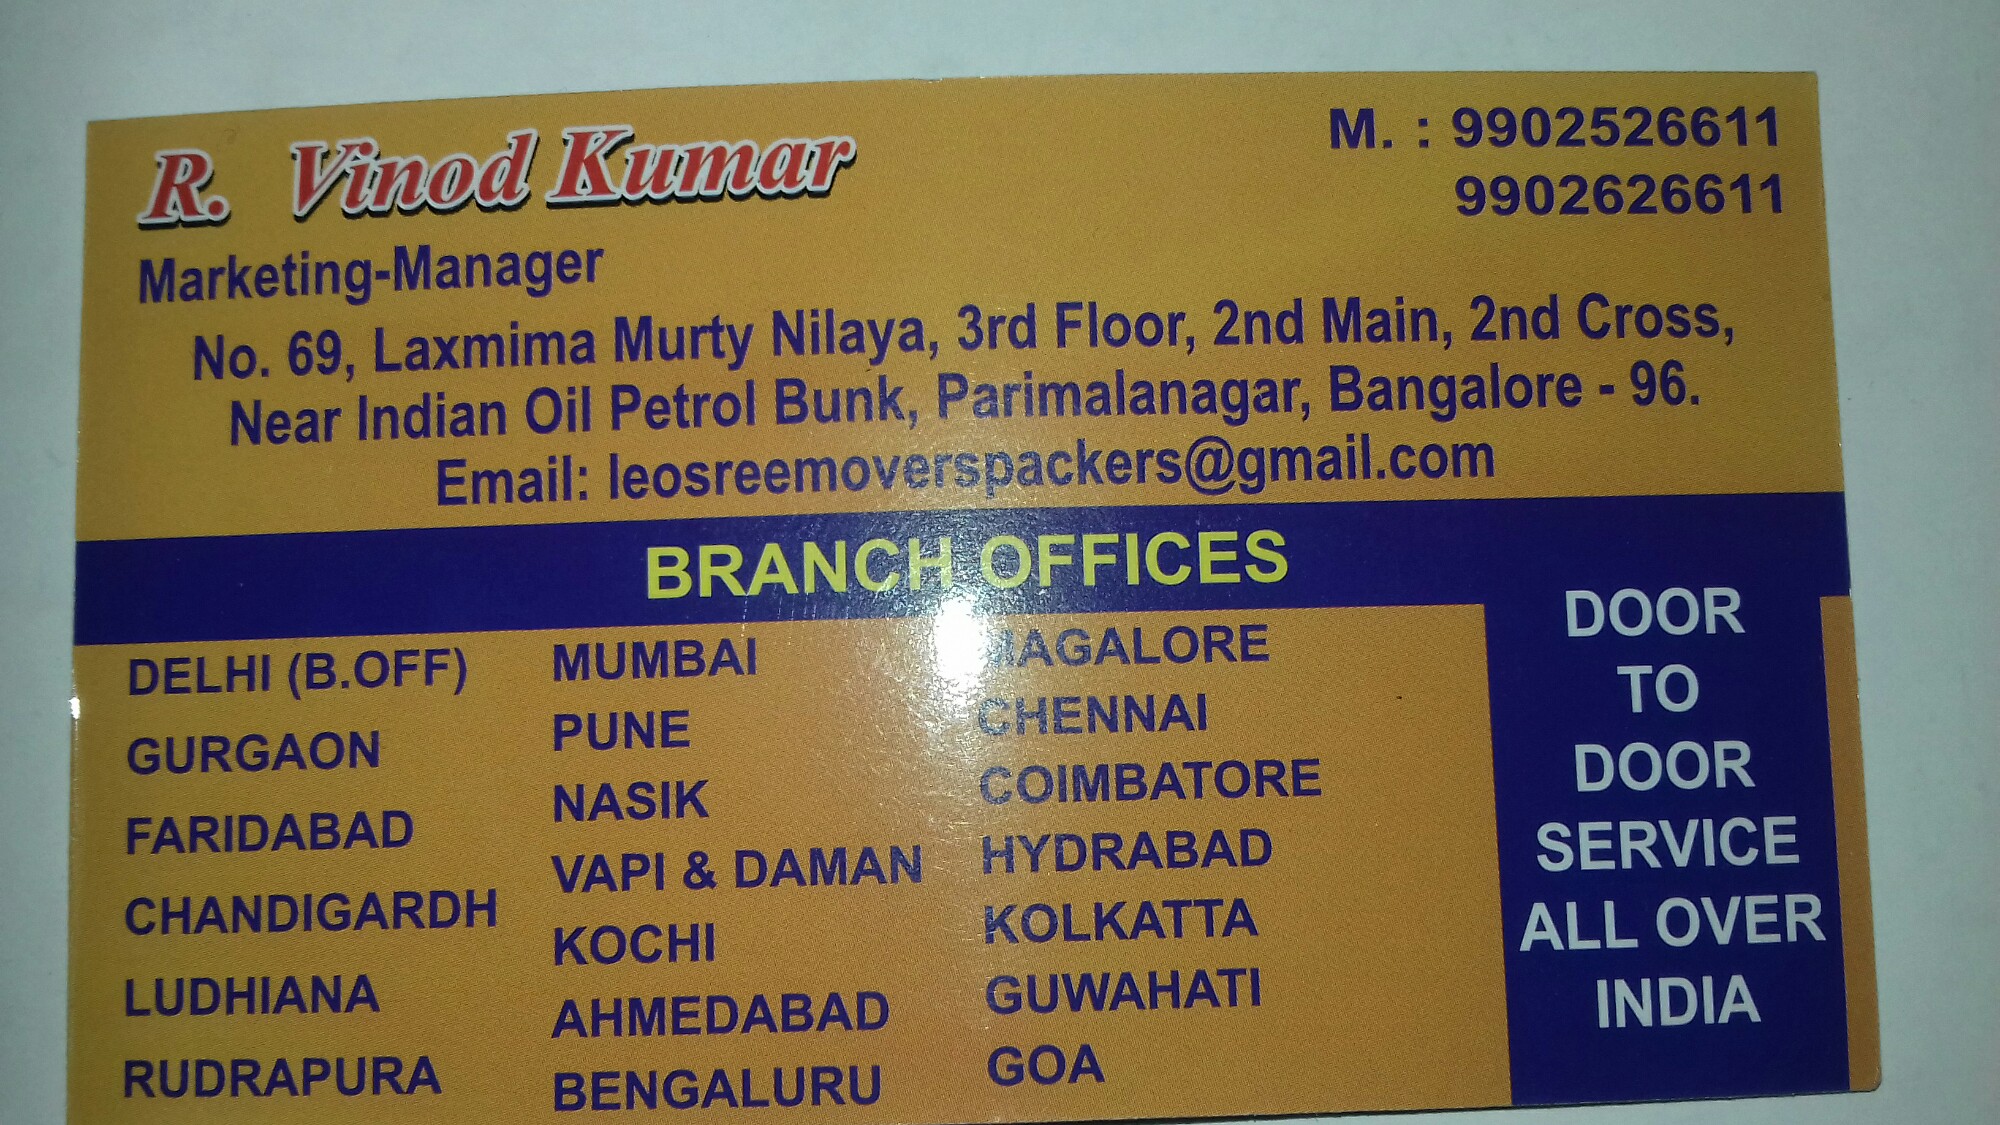 R. Vinod Kumar
M. : 9902526611
9902626611
Marketing-Manager
No. 69, Laxmima Murty Nilaya, 3rd Floor, 2nd Main, 2nd Cross,
Near Indian Oil Petrol Bunk, Parimalanagar, Bangalore - 96.
Email: leosreemoverspackers@gmail.com
BRANCH OFFICES
DELHI (B.OFF)
GURGAON
FARIDABAD
CHANDIGARDH
LUDHIANA
RUDRAPURA
MUMBAI
PUNE
NASIK
VAPI & DAMAN
KOCHI
AHMEDABAD
BENGALURU
MAGALORE
CHENNAI
COIMBATORE
HYDRABAD
KOLKATTA
GUWAHATI
GOA
DOOR
TO
DOOR
SERVICE
ALL OVER
INDIA